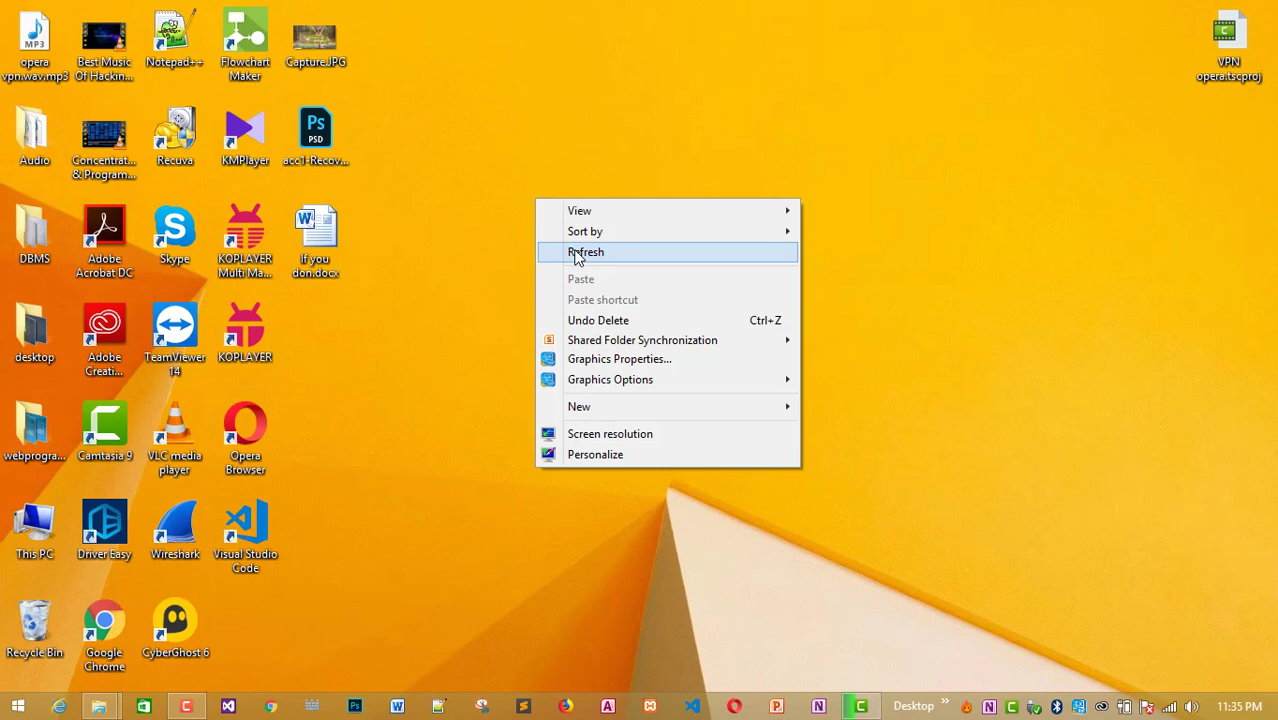 opera
vpn.wav.mp3
Best Music
Of Hackin...
Notepad++
Flowchart
Maker
Capture.JPG
VPN
opera.tscproj
MP3
Audio
Concentrat...
& Program...
Recuva
KMPlayer
Ps
PSD
acc1-Recov...
DBMS
Adobe
Acrobat DC
Skype
KOPLAYER
Multi Ma...
If you
don.docx
desktop
Adobe
Creati...
TeamViewer
14
KOPLAYER
webprogra...
Camtasia 9
VLC media
player
Opera
Browser
This PC
Driver Easy
Wireshark
Visual Studio
Code
Recycle Bin
Google
Chrome
CyberGhost 6
View
Sort by
Refresh
Paste
Paste shortcut
Undo Delete Ctrl+Z
Shared Folder Synchronization
Graphics Properties...
Graphics Options
New
Screen resolution
Personalize
Desktop
11:35 PM